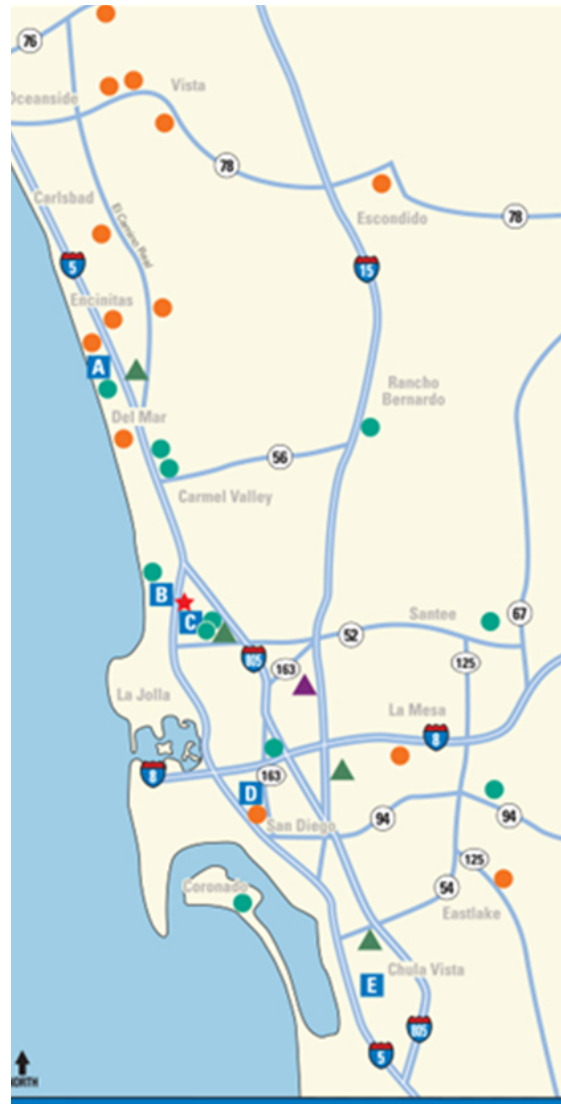 76
Oceanside
Vista
78
Carlsbad
El Camino Real
Escondido
78
5
15
Encinitas
A
Rancho
Bernardo
Del Mar
56
Carmel Valley
B
C
Santee
67
52
125
805
163
La Jolla
La Mesa
8
8
163
D
San Diego
94
94
125
54
Coronado
Eastlake
Chula Vista
E
805
5
NORTH